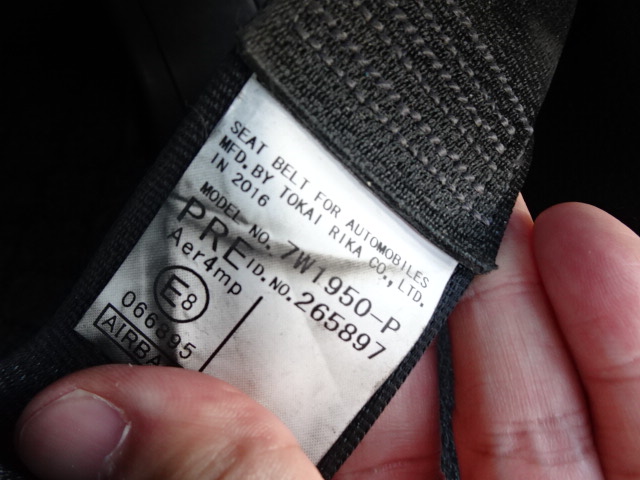 SEAT BELT FOR AUTOMOBILES
MFD. BY TOKAI RIKA CO., LTD.
IN 2016
MODEL NO. 7W1950-P
PRE ID. NO. 265897
Aer4mp
E8
066895